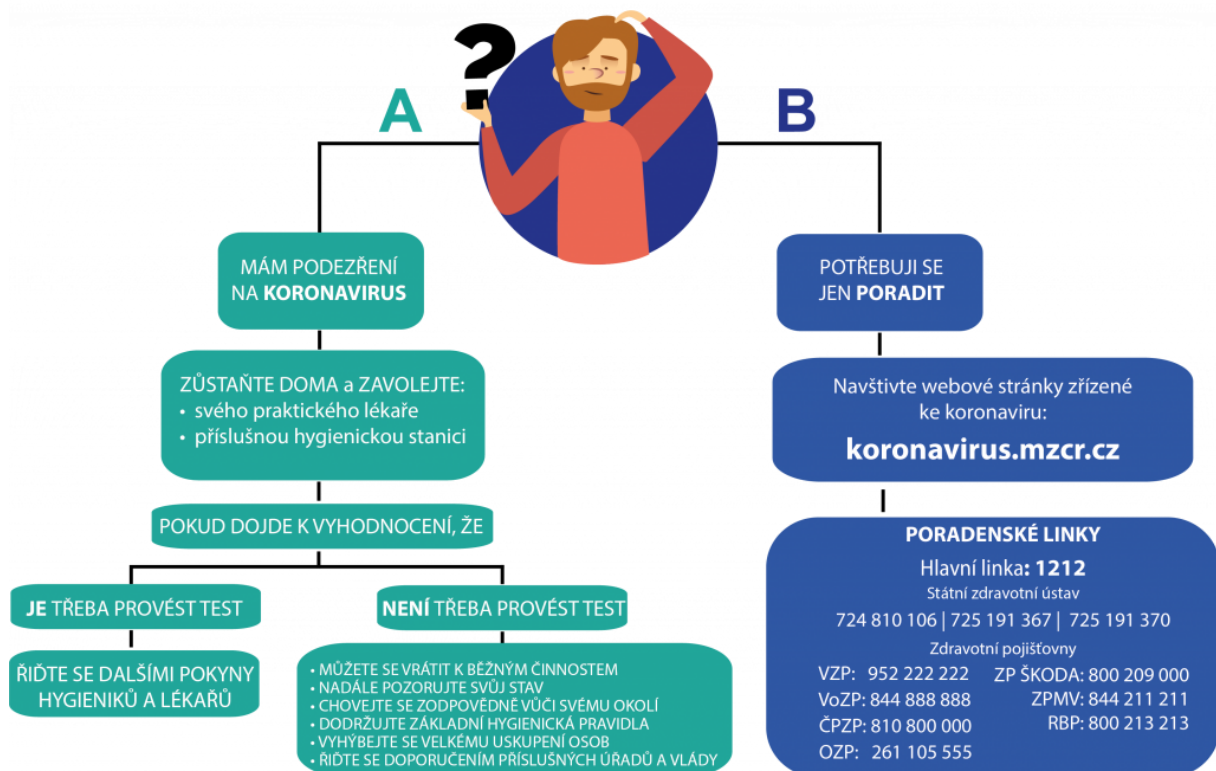 ?
A
B
MÁM PODEZŘENÍ
NA KORONAVIRUS
ZŮSTAŇTE DOMA a ZAVOLEJTE:
• svého praktického lékaře
• příslušnou hygienickou stanici
POKUD DOJDE K VYHODNOCENÍ, ŽE
JE TŘEBA PROVÉST TEST
ŘIĎTE SE DALŠÍMI POKYNY
HYGIENIKŮ A LÉKAŘŮ
NENÍ TŘEBA PROVÉST TEST
• MŮŽETE SE VRÁTIT K BĚŽNÝM ČINNOSTEM
• NADÁLE POZORUJTE SVŮJ STAV
• CHOVEJTE SE ZODPOVĚDNĚ VŮČI SVÉMU OKOLÍ
• DODRŽUJTE ZÁKLADNÍ HYGIENICKÁ PRAVIDLA
• VYHÝBEJTE SE VELKÉMU USKUPENÍ OSOB
• ŘIĎTE SE DOPORUČENÍM PŘÍSLUŠNÝCH ÚŘADŮ A VLÁDY
POTŘEBUJI SE
JEN PORADIT
Navštivte webové stránky zřízené
ke koronaviru:
koronavirus.mzcr.cz
PORADENSKÉ LINKY
Hlavní linka: 1212
Státní zdravotní ústav
724 810 106 | 725 191 367 | 725 191 370
Zdravotní pojišťovny
VZP: 952 222 222 ZP ŠKODA: 800 209 000
VoZP: 844 888 888 ZPMV: 844 211 211
ČPZP: 810 800 000 RBP: 800 213 213
OZP: 261 105 555